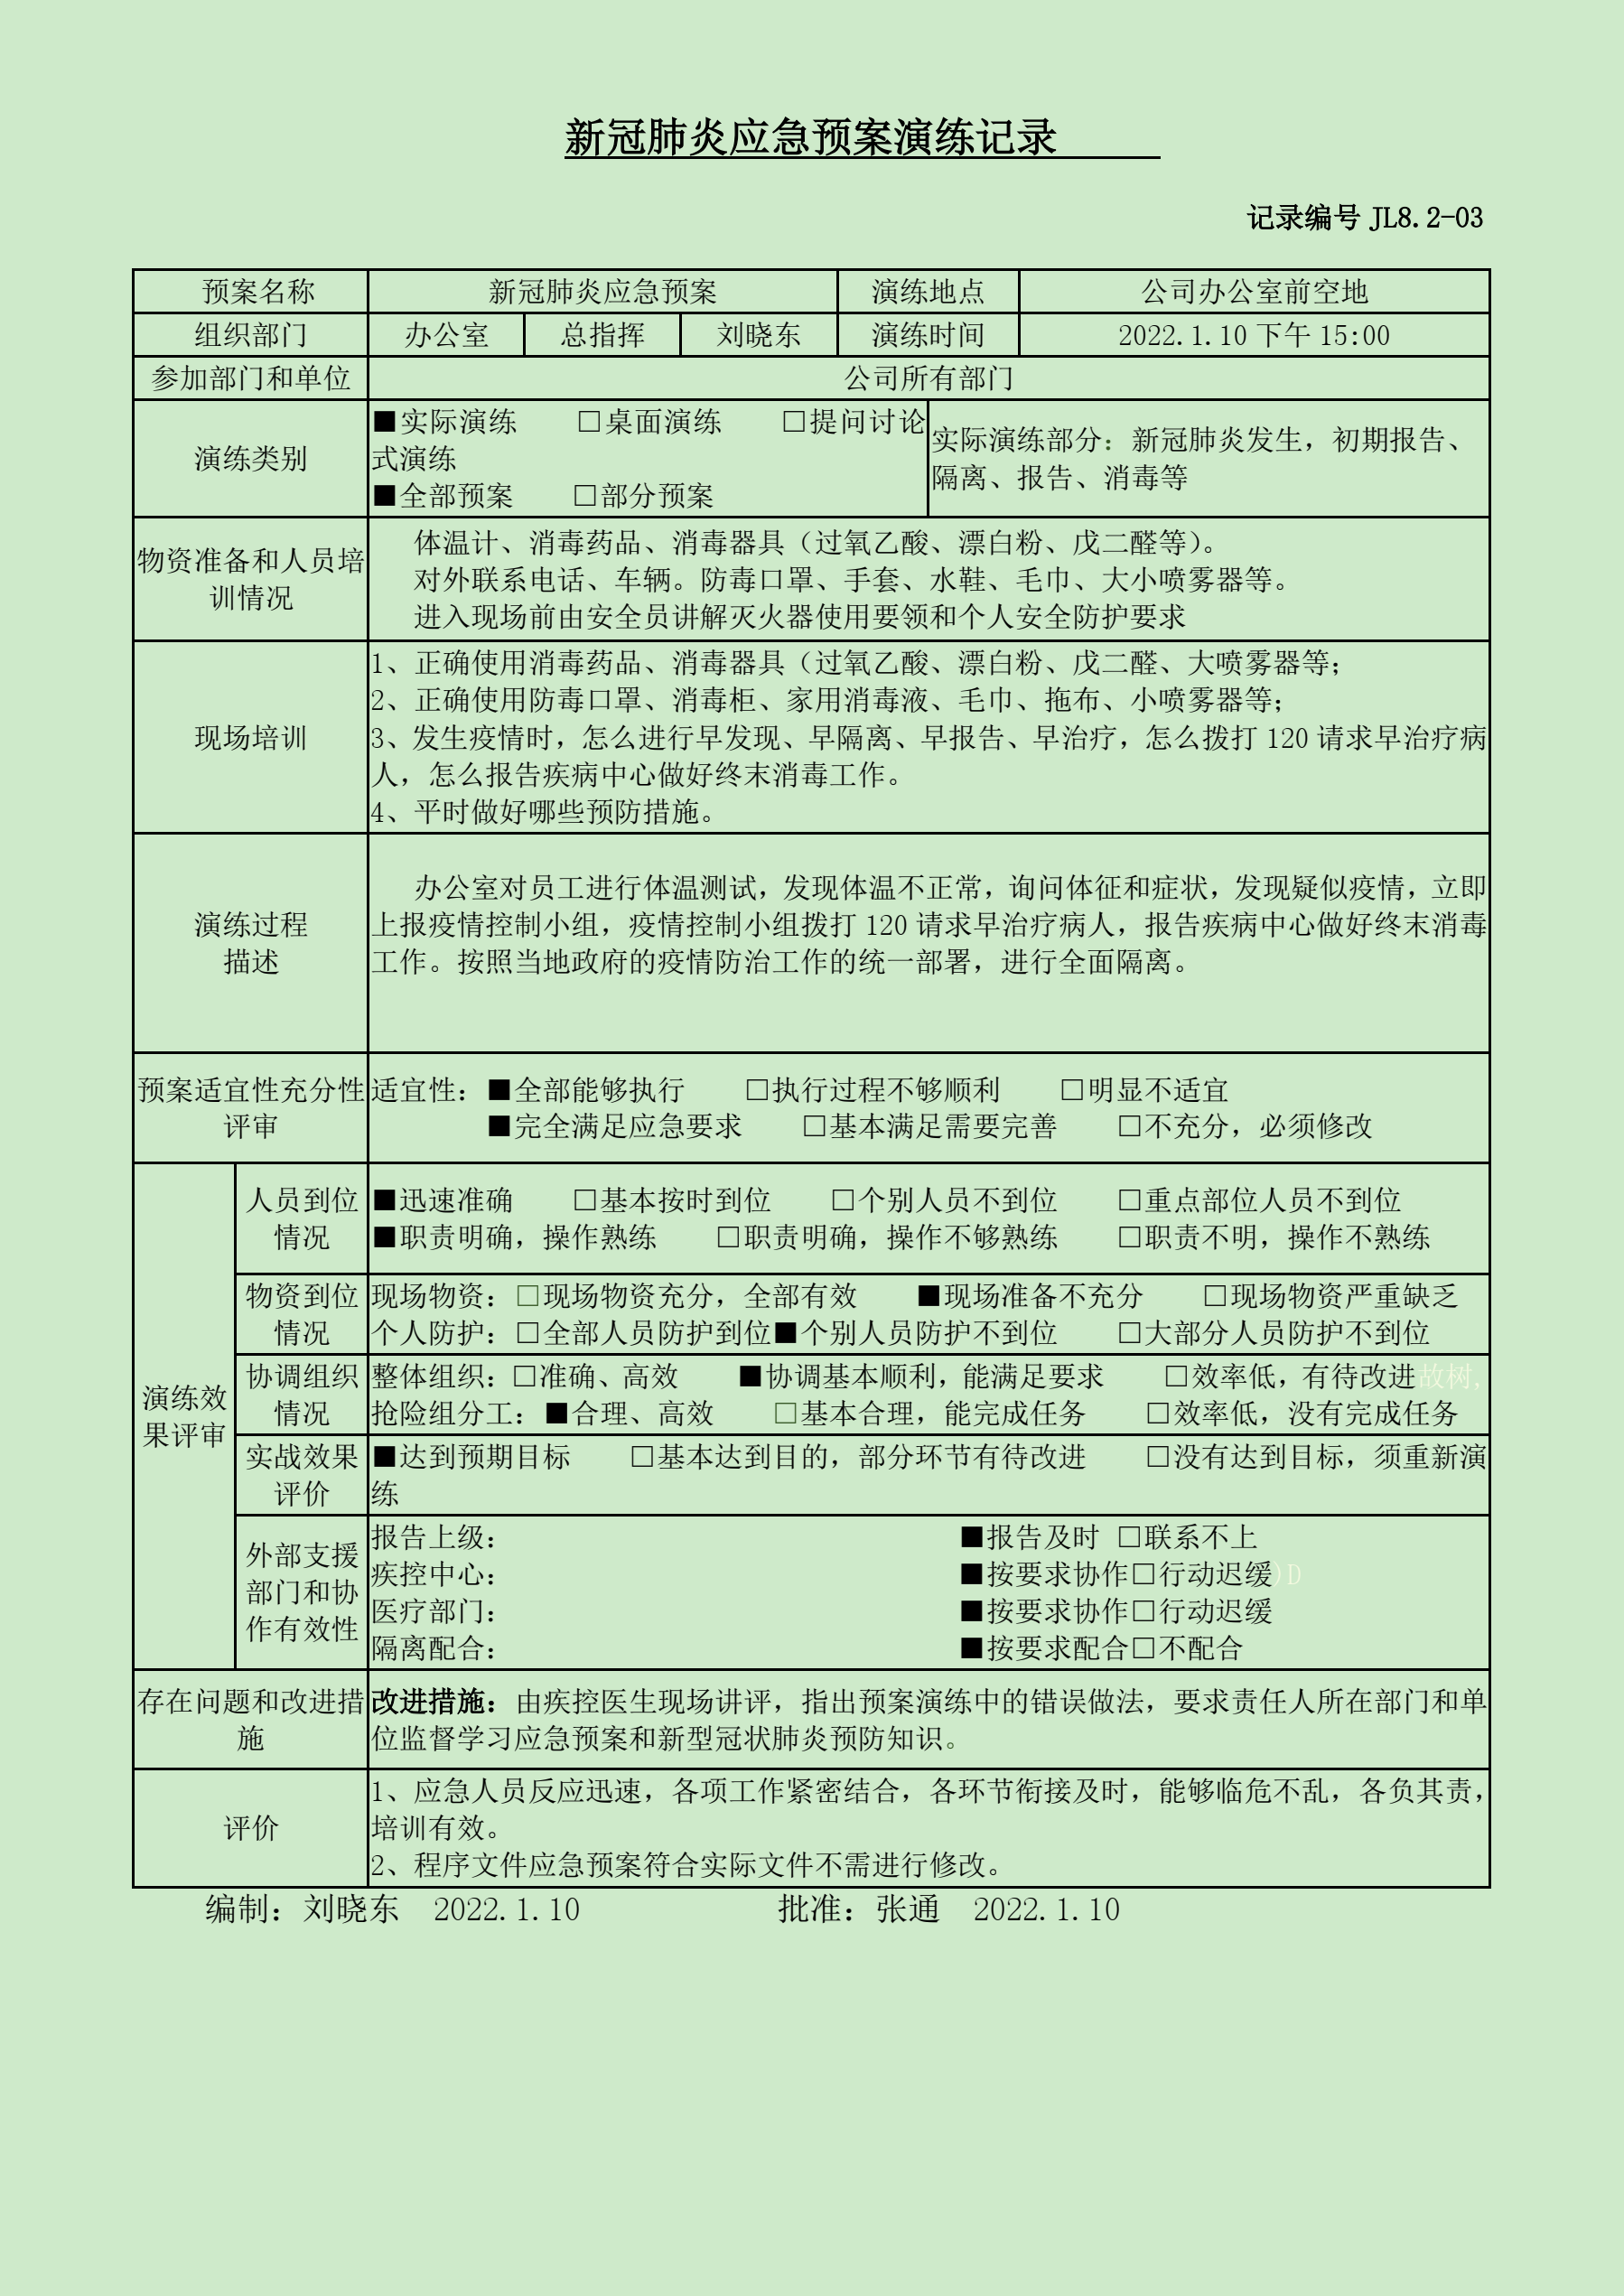 新冠肺炎应急预案演练记录
记录编号 JL8.2-03
预案名称 新冠肺炎应急预案 演练地点 公司办公室前空地
组织部门 办公室 总指挥 刘晓东 演练时间 2022.1.10 下午 15:00
参加部门和单位 公司所有部门
演练类别
■实际演练 □桌面演练 □提问讨论
式演练
■全部预案 □部分预案
实际演练部分：新冠肺炎发生，初期报告、
隔离、报告、消毒等
物资准备和人员培
训情况
体温计、消毒药品、消毒器具（过氧乙酸、漂白粉、戊二醛等）。
对外联系电话、车辆。防毒口罩、手套、水鞋、毛巾、大小喷雾器等。
进入现场前由安全员讲解灭火器使用要领和个人安全防护要求
现场培训
1、正确使用消毒药品、消毒器具（过氧乙酸、漂白粉、戊二醛、大喷雾器等；
2、正确使用防毒口罩、消毒柜、家用消毒液、毛巾、拖布、小喷雾器等；
3、发生疫情时，怎么进行早发现、早隔离、早报告、早治疗，怎么拨打 120 请求早治疗病
人，怎么报告疾病中心做好终末消毒工作。
4、平时做好哪些预防措施。
演练过程
描述
办公室对员工进行体温测试，发现体温不正常，询问体征和症状，发现疑似疫情，立即
上报疫情控制小组，疫情控制小组拨打 120 请求早治疗病人，报告疾病中心做好终末消毒
工作。按照当地政府的疫情防治工作的统一部署，进行全面隔离。
预案适宜性充分性
评审
适宜性：■全部能够执行 □执行过程不够顺利 □明显不适宜
■完全满足应急要求 □基本满足需要完善 □不充分，必须修改
演练效
果评审
人员到位
情况
■迅速准确 □基本按时到位 □个别人员不到位 □重点部位人员不到位
■职责明确，操作熟练 □职责明确，操作不够熟练 □职责不明，操作不熟练
物资到位
情况
现场物资：□现场物资充分，全部有效 ■现场准备不充分 □现场物资严重缺乏
个人防护：□全部人员防护到位■个别人员防护不到位 □大部分人员防护不到位
协调组织
情况
整体组织：□准确、高效 ■协调基本顺利，能满足要求 □效率低，有待改进故树,
抢险组分工：■合理、高效 □基本合理，能完成任务 □效率低，没有完成任务
实战效果
评价
■达到预期目标 □基本达到目的，部分环节有待改进 □没有达到目标，须重新演
练
外部支援
部门和协
作有效性
报告上级： ■报告及时 □联系不上
疾控中心： ■按要求协作□行动迟缓)D
医疗部门： ■按要求协作□行动迟缓
隔离配合： ■按要求配合□不配合
存在问题和改进措
施
改进措施：由疾控医生现场讲评，指出预案演练中的错误做法，要求责任人所在部门和单
位监督学习应急预案和新型冠状肺炎预防知识。
评价
1、应急人员反应迅速，各项工作紧密结合，各环节衔接及时，能够临危不乱，各负其责，
培训有效。
2、程序文件应急预案符合实际文件不需进行修改。
编制：刘晓东 2022.1.10 批准：张通 2022.1.10